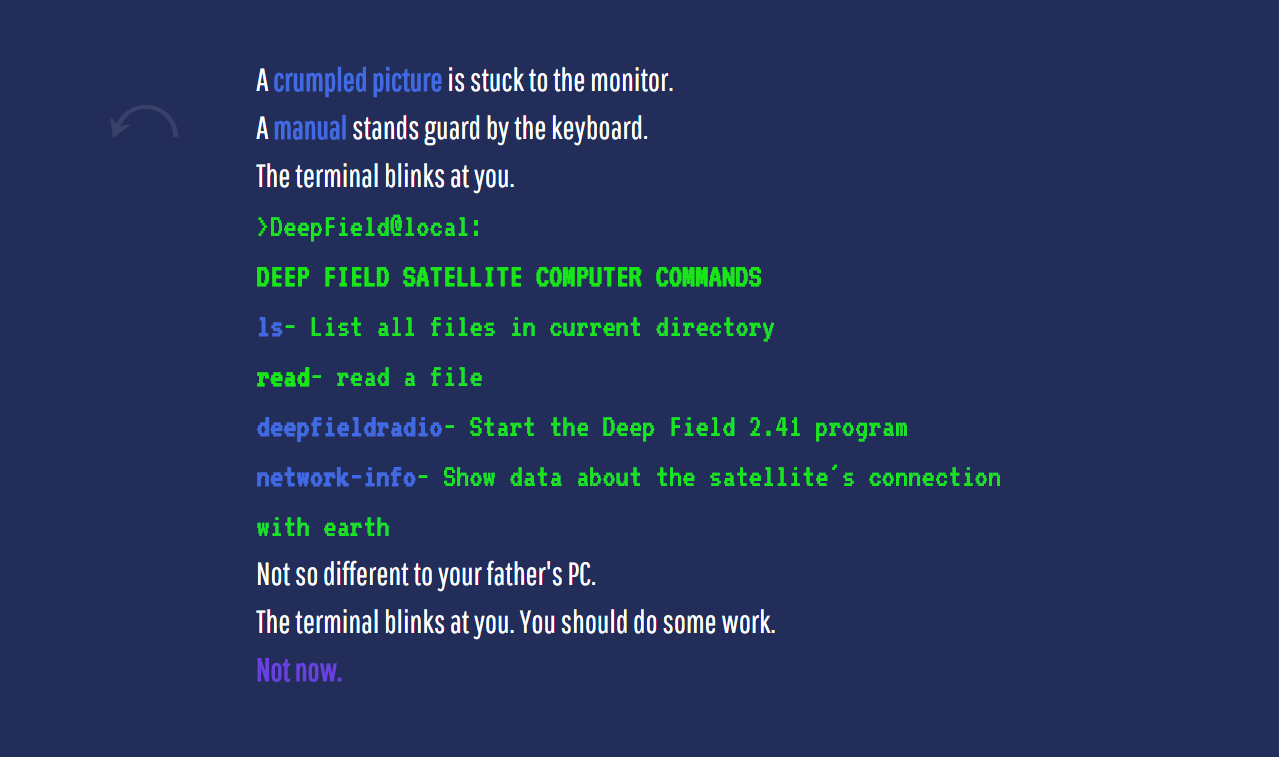 A crumpled picture is stuck to the monitor.
A manual stands guard by the keyboard.
The terminal blinks at you.
>DeepField@local:
DEEP FIELD SATELLITE COMPUTER COMMANDS
ls- List all files in current directory
read- read a file
deepfieldradio- Start the Deep Field 2.41 program
network-info- Show data about the satellite's connection
with earth
Not so different to your father's PC.
The terminal blinks at you. You should do some work.
Not now.